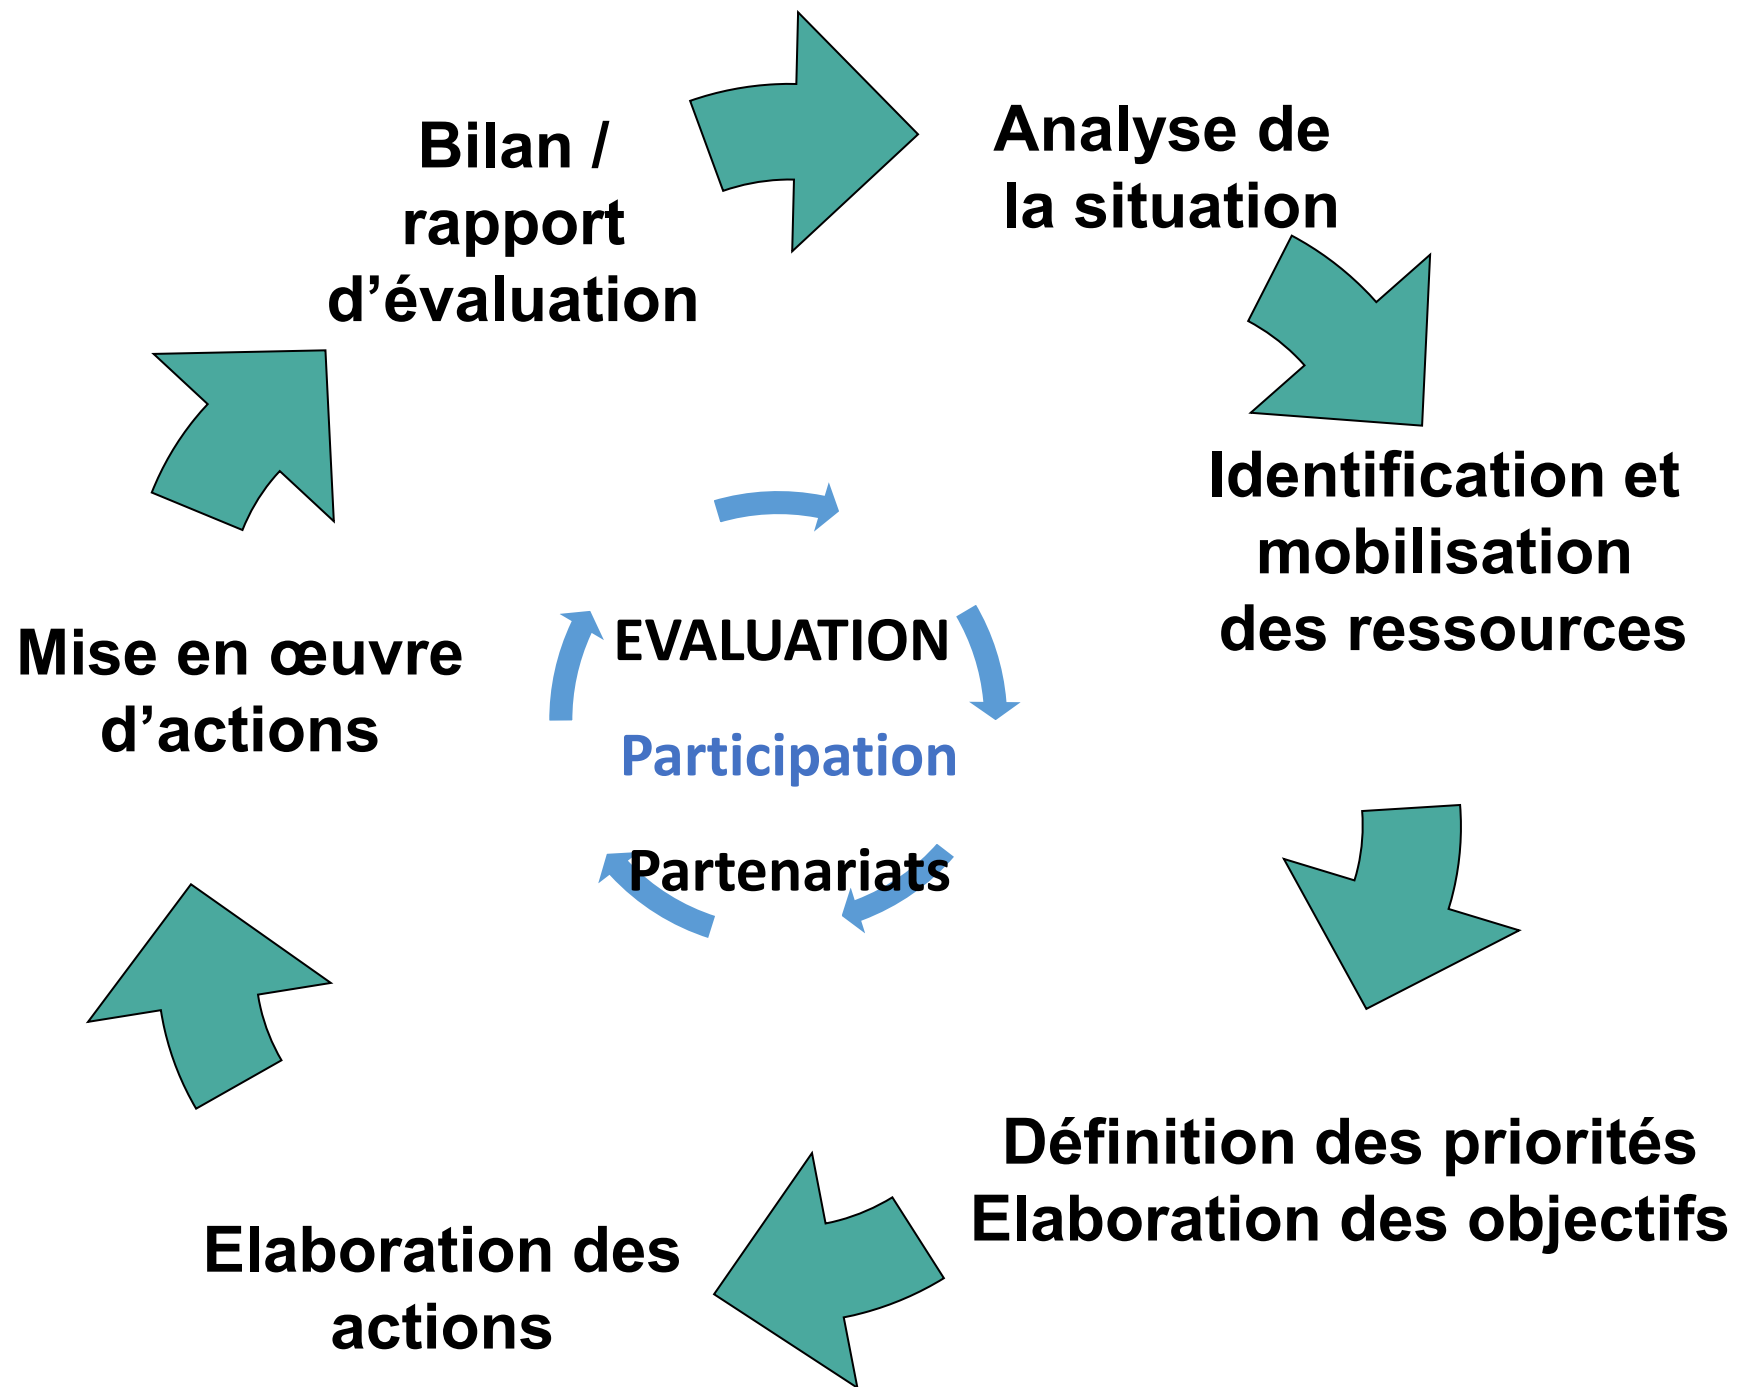 Bilan /
rapport
d’évaluation
Analyse de
la situation
Identification et
mobilisation
des ressources
Mise en œuvre
d’actions
EVALUATION
Participation
Partenariats
Définition des priorités
Elaboration des objectifs
Elaboration des
actions